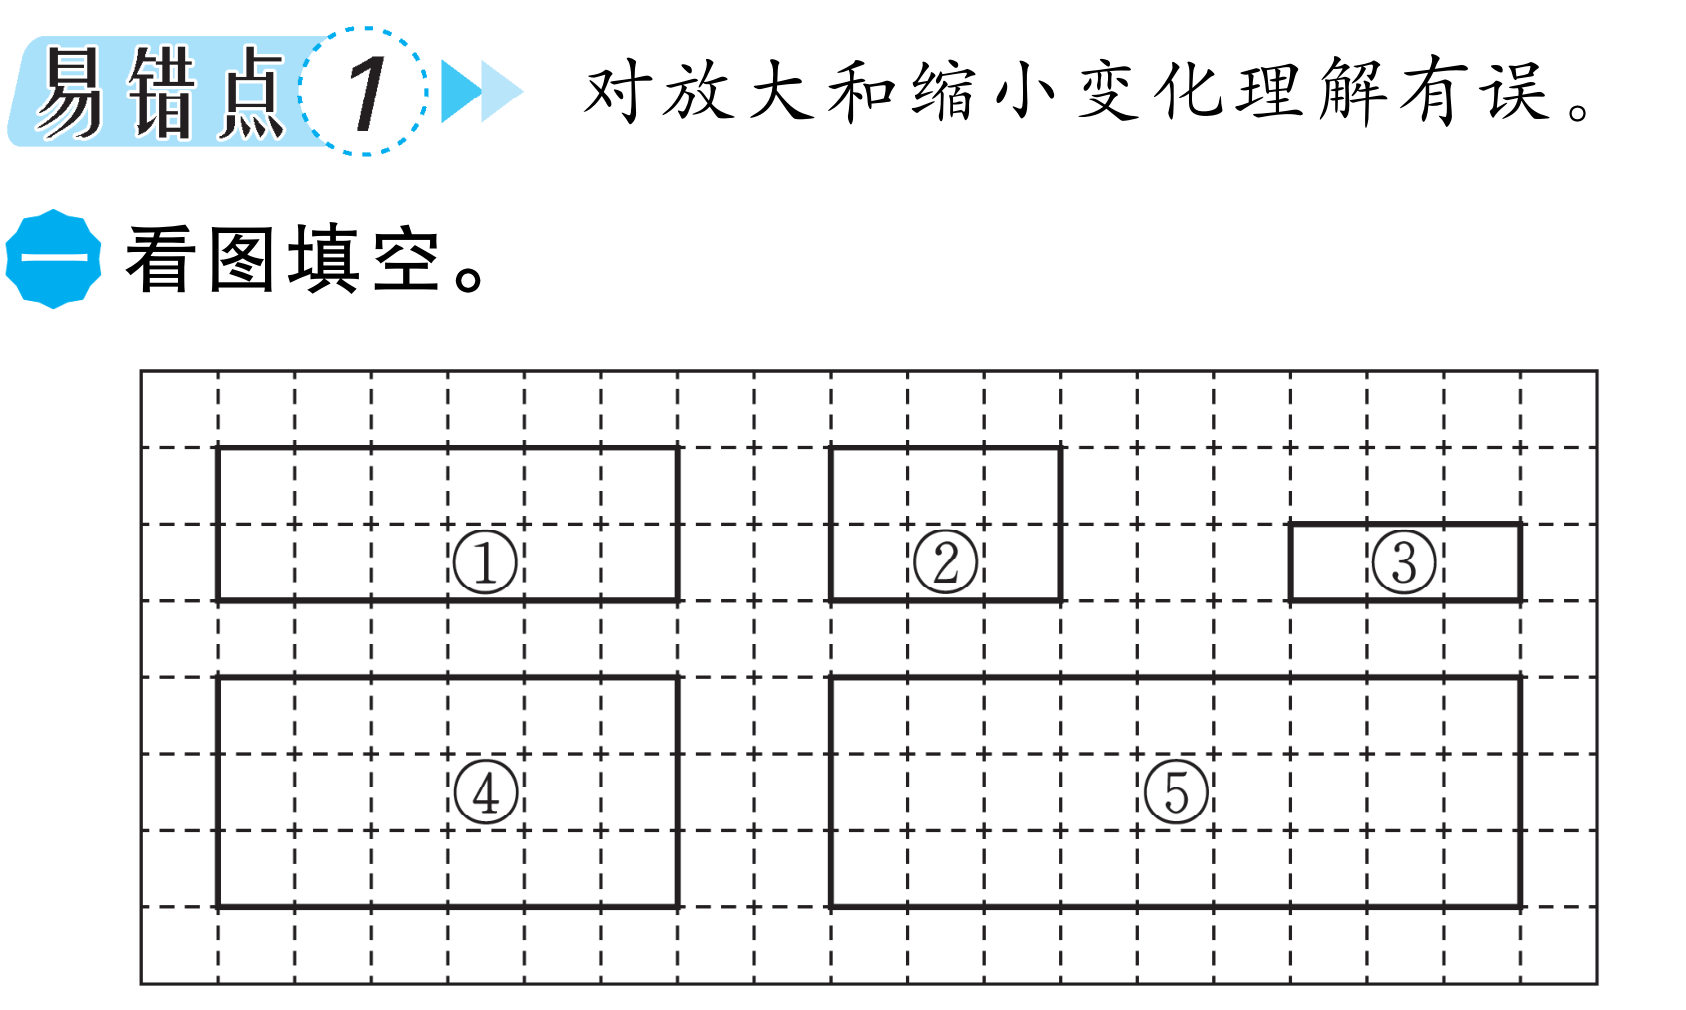 易错点 1 对放大和缩小变化理解有误。
一 看图填空。
① ② ③
④ ⑤